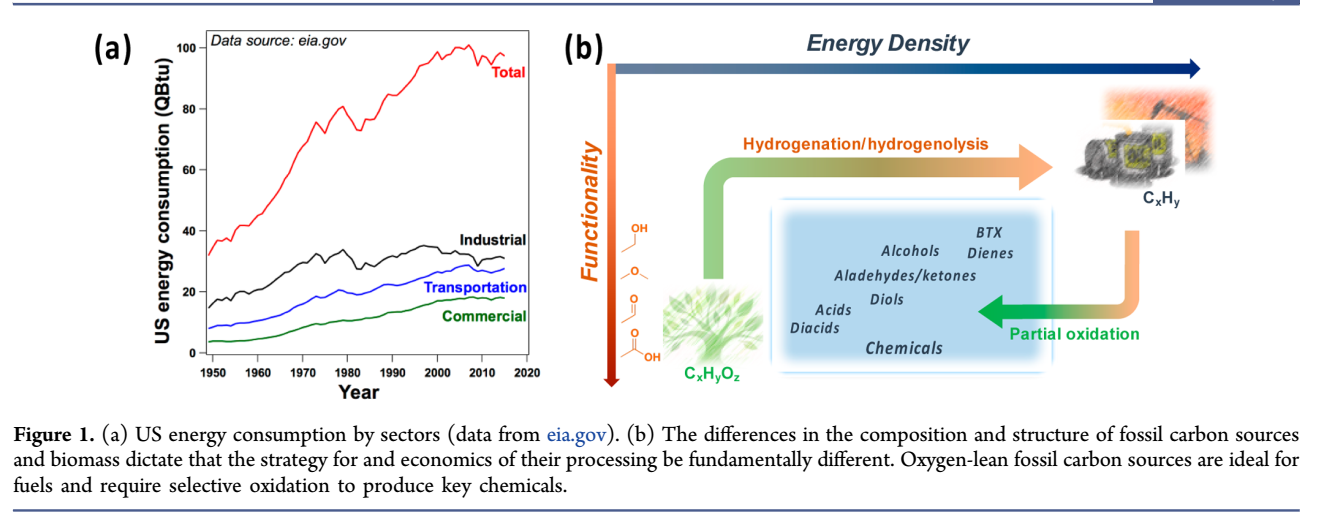 (a)
Data source: eia.gov
US energy consumption (QBtu)
100
80
60
40
20
0
Total
Industrial
Transportation
Commercial
1950 1960 1970 1980 1990 2000 2010 2020
Year
(b)
Energy Density
Functionality
OH
O
O
O
OH
Hydrogenation/hydrogenolysis
CxHy
BTX
Alcohols Dienes
Aladehydes/ketones
Diols
Acids
Diacids
Chemicals
Partial oxidation
CxHyOz
Figure 1. (a) US energy consumption by sectors (data from eia.gov). (b) The differences in the composition and structure of fossil carbon sources
and biomass dictate that the strategy for and economics of their processing be fundamentally different. Oxygen-lean fossil carbon sources are ideal for
fuels and require selective oxidation to produce key chemicals.